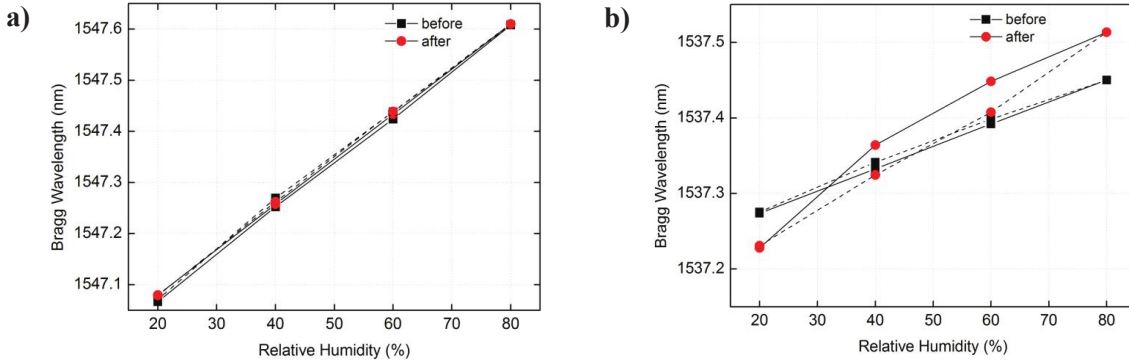 a)
before
after
1547.6
1547.5
1547.4
1547.3
1547.2
1547.1
Bragg Wavelength (nm)
20 30 40 50 60 70 80
Relative Humidity (%)
b)
before
after
1537.5
1537.4
1537.3
1537.2
Bragg Wavelength (nm)
20 30 40 50 60 70 80
Relative Humidity (%)